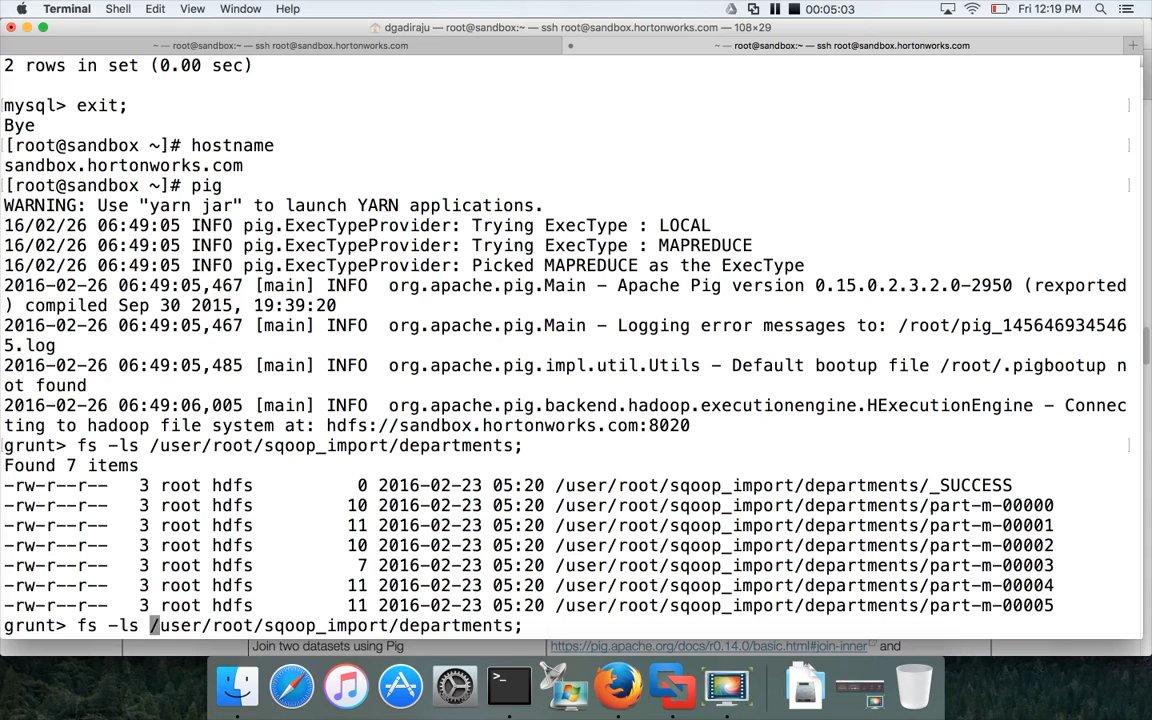 Terminal Shell Edit View Window Help 00:05:03 Fri 12:19 PM
dgadiraju — root@sandbox:~ — ssh root@sandbox.hortonworks.com — 108×29
~ — root@sandbox:~ — ssh root@sandbox.hortonworks.com ~ — root@sandbox:~ — ssh root@sandbox.hortonworks.com
2 rows in set (0.00 sec)
mysql> exit;
Bye
[root@sandbox ~]# hostname
sandbox.hortonworks.com
[root@sandbox ~]# pig
WARNING: Use "yarn jar" to launch YARN applications.
16/02/26 06:49:05 INFO pig.ExecTypeProvider: Trying ExecType : LOCAL
16/02/26 06:49:05 INFO pig.ExecTypeProvider: Trying ExecType : MAPREDUCE
16/02/26 06:49:05 INFO pig.ExecTypeProvider: Picked MAPREDUCE as the ExecType
2016-02-26 06:49:05,467 [main] INFO  org.apache.pig.Main - Apache Pig version 0.15.0.2.3.2.0-2950 (rexported
) compiled Sep 30 2015, 19:39:20
2016-02-26 06:49:05,467 [main] INFO  org.apache.pig.Main - Logging error messages to: /root/pig_145646934546
5.log
2016-02-26 06:49:05,485 [main] INFO  org.apache.pig.impl.util.Utils - Default bootup file /root/.pigbootup n
ot found
2016-02-26 06:49:06,005 [main] INFO  org.apache.pig.backend.hadoop.executionengine.HExecutionEngine - Connec
ting to hadoop file system at: hdfs://sandbox.hortonworks.com:8020
grunt> fs -ls /user/root/sqoop_import/departments;
Found 7 items
-rw-r--r--   3 root hdfs          0 2016-02-23 05:20 /user/root/sqoop_import/departments/_SUCCESS
-rw-r--r--   3 root hdfs         10 2016-02-23 05:20 /user/root/sqoop_import/departments/part-m-00000
-rw-r--r--   3 root hdfs         11 2016-02-23 05:20 /user/root/sqoop_import/departments/part-m-00001
-rw-r--r--   3 root hdfs         10 2016-02-23 05:20 /user/root/sqoop_import/departments/part-m-00002
-rw-r--r--   3 root hdfs          7 2016-02-23 05:20 /user/root/sqoop_import/departments/part-m-00003
-rw-r--r--   3 root hdfs         11 2016-02-23 05:20 /user/root/sqoop_import/departments/part-m-00004
-rw-r--r--   3 root hdfs         11 2016-02-23 05:20 /user/root/sqoop_import/departments/part-m-00005
grunt> fs -ls /user/root/sqoop_import/departments;
Join two datasets using Pig https://pig.apache.org/docs/r0.14.0/basic.html#join-inner and